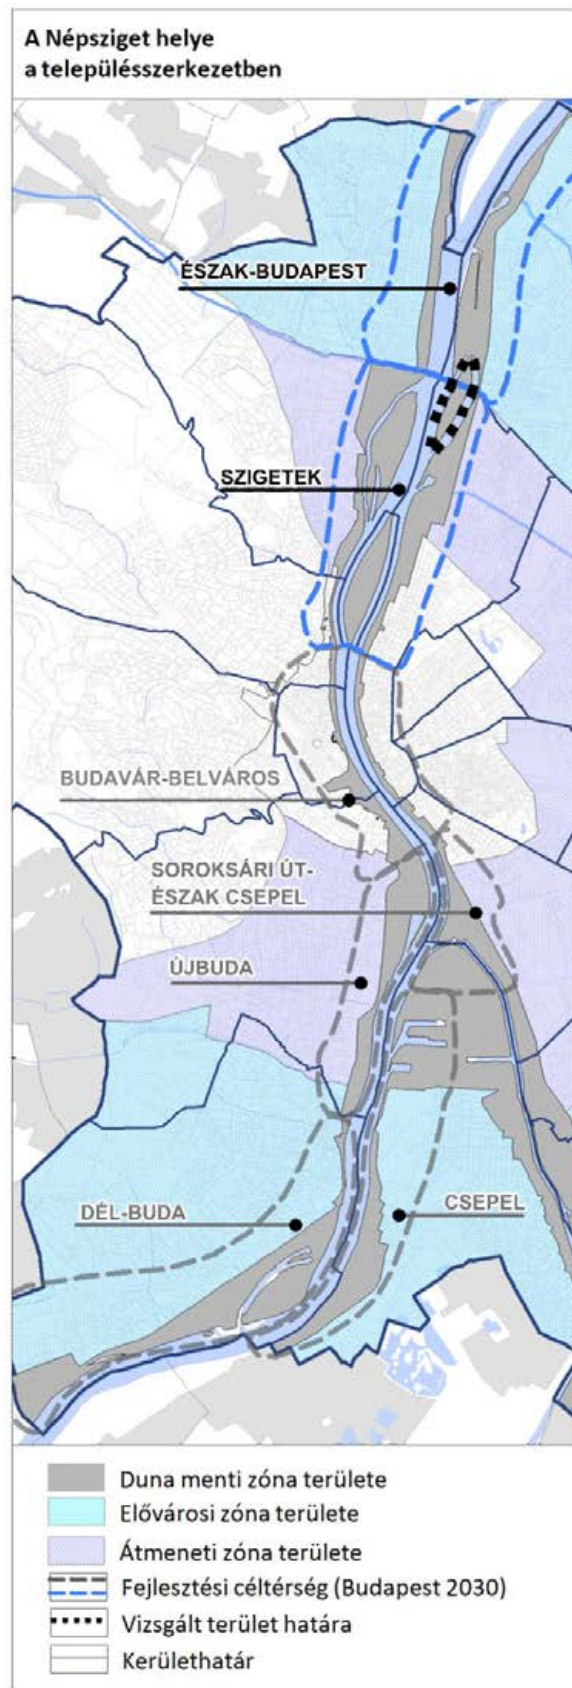 A Népsziget helye
a településszerkezetben
ÉSZAK-BUDAPEST
SZIGETEK
BUDAVÁR-BELVÁROS
SOROKSÁRI ÚT-
ÉSZAK CSEPEL
ÚJBUDA
DÉL-BUDA
CSEPEL
Duna menti zóna területe
Elővárosi zóna területe
Átmeneti zóna területe
Fejlesztési céltérség (Budapest 2030)
Vizsgált terület határa
Kerülethatár